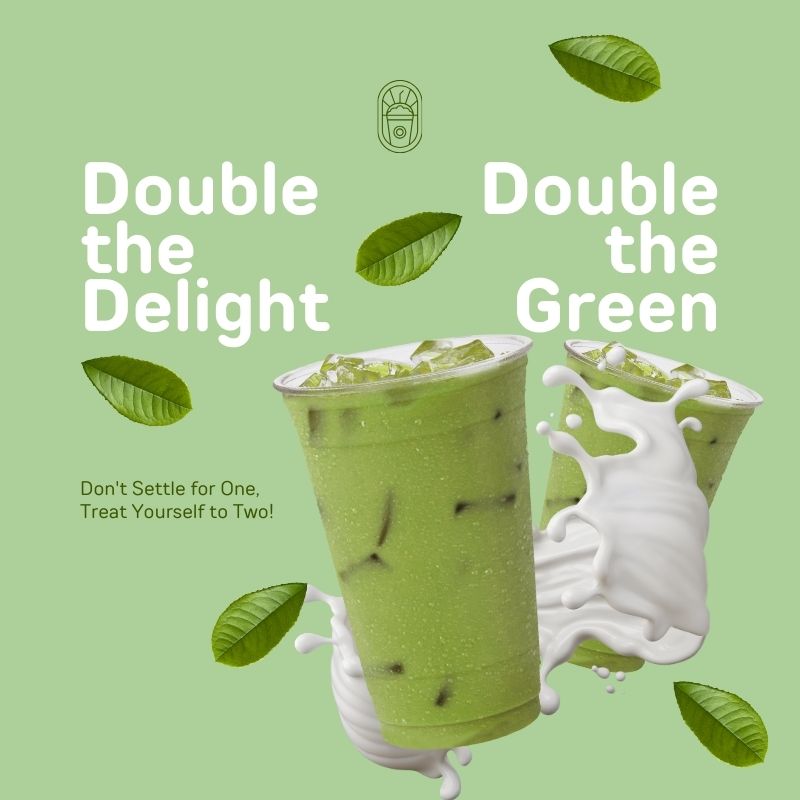 Double
the
Delight
Double
the
Green
Don't Settle for One,
Treat Yourself to Two!